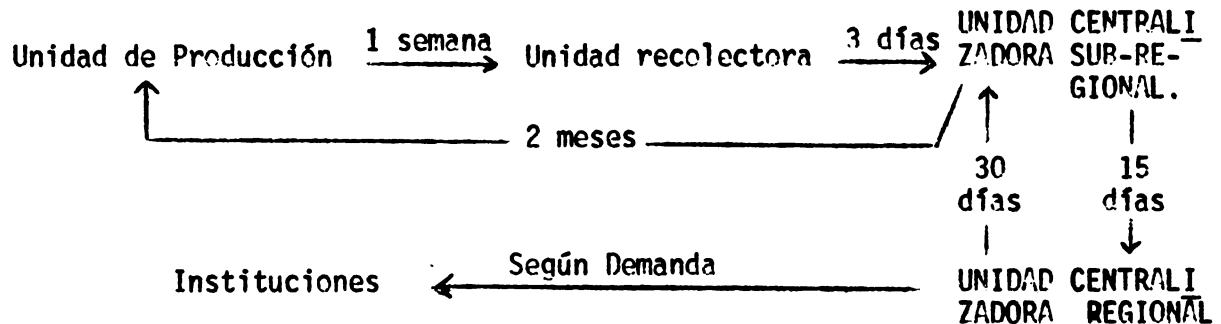 UNIDAD CENTRALI
Unidad de Producción 1 semana Unidad recolectora 3 días ZADORA SUB-RE-
GIONAL.
2 meses
30 15
días días
Instituciones Según Demanda UNIDAD CENTRALI
ZADORA REGIONAL